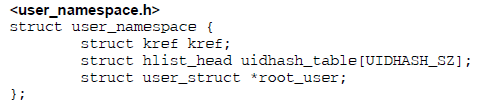 <user_namespace.h>
struct user_namespace {
        struct kref kref;
        struct hlist_head uidhash_table[UIDHASH_SZ];
        struct user_struct *root_user;
};